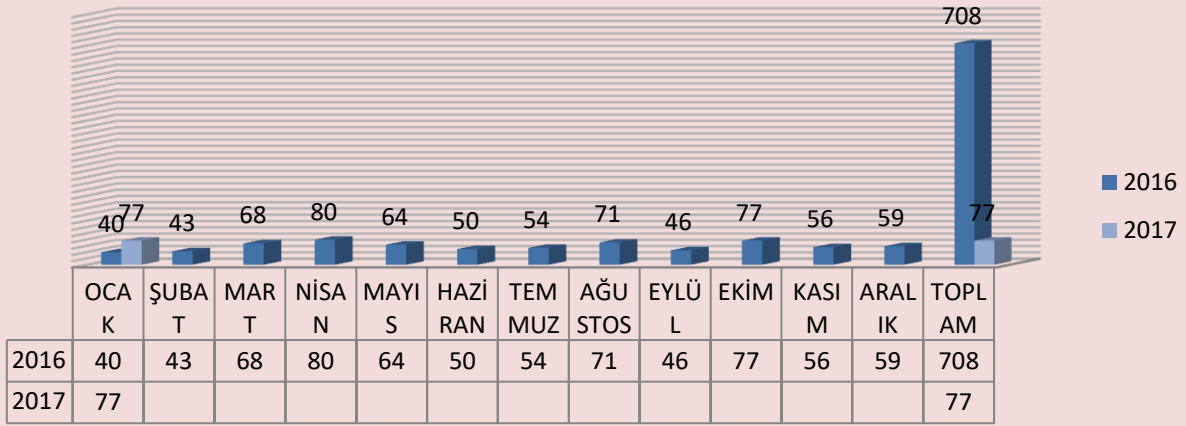 708
40 77 43 68 80 64 50 54 71 46 77 56 59 77
2016
2017
OCA ŞUBA MAR NİSA MAYI HAZİ TEM AĞU EYLÜ EKİM KASI ARAL TOPL
K T T N S RAN MUZ STOS L M IK AM
2016 40 43 68 80 64 50 54 71 46 77 56 59 708
2017 77 77